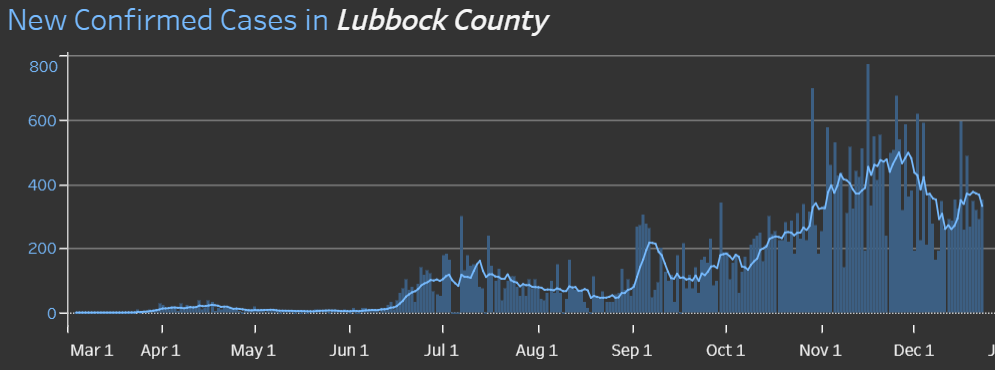 New Confirmed Cases in Lubbock County
800
600
400
200
0
Mar 1 Apr 1 May 1 Jun 1 Jul 1 Aug 1 Sep 1 Oct 1 Nov 1 Dec 1 J